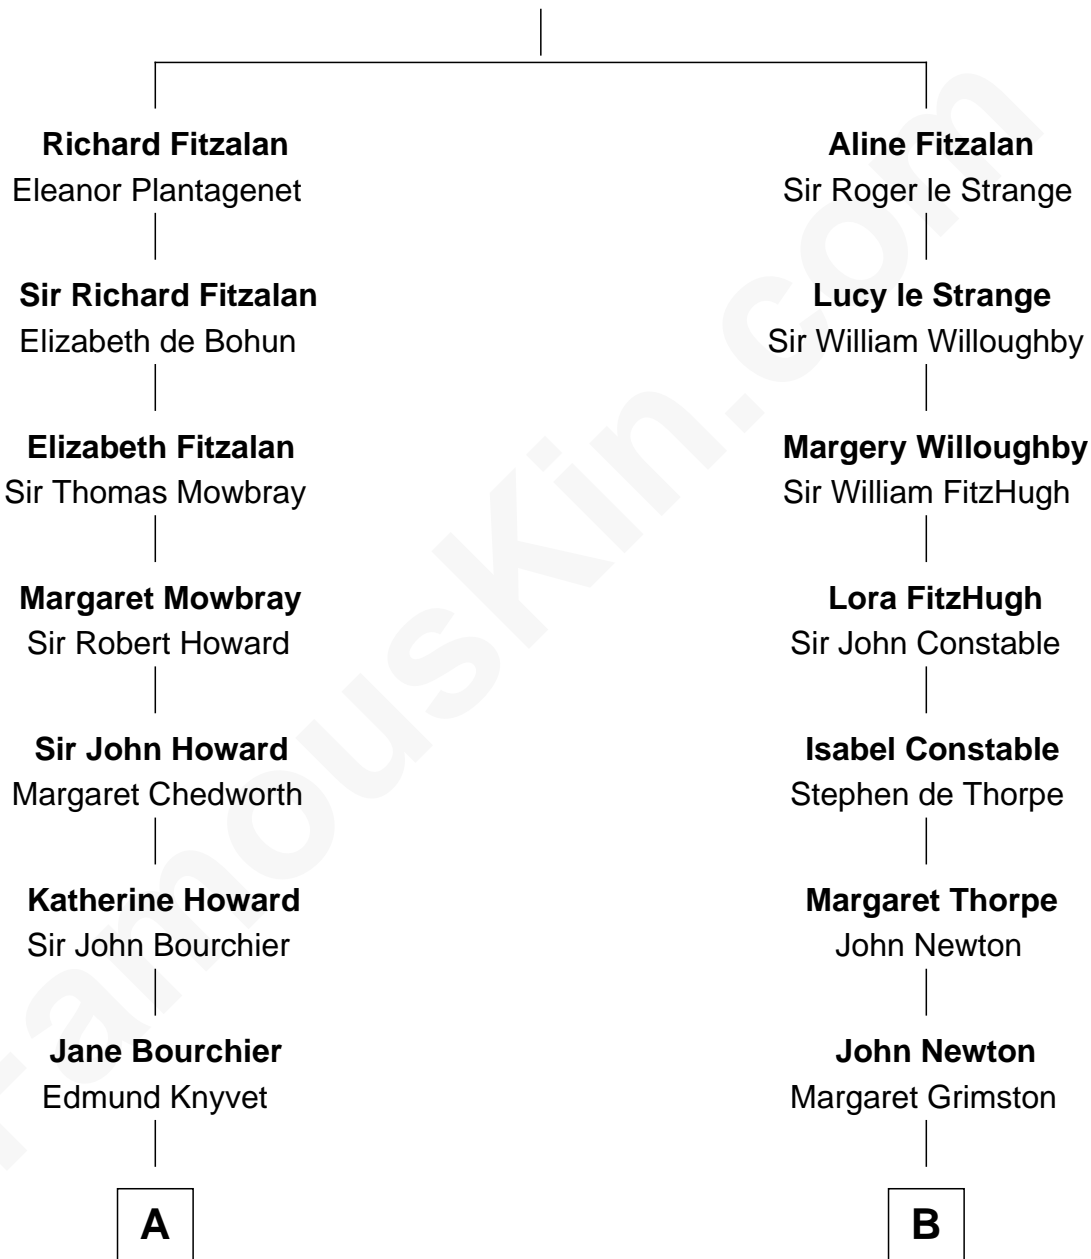 Richard Fitzalan
Eleanor Plantagenet
Sir Richard Fitzalan
Elizabeth de Bohun
Elizabeth Fitzalan
Sir Thomas Mowbray
Margaret Mowbray
Sir Robert Howard
Sir John Howard
Margaret Chedworth
Katherine Howard
Sir John Bourchier
Jane Bourchier
Edmund Knyvet
A
Aline Fitzalan
Sir Roger le Strange
Lucy le Strange
Sir William Willoughby
Margery Willoughby
Sir William FitzHugh
Lora FitzHugh
Sir John Constable
Isabel Constable
Stephen de Thorpe
Margaret Thorpe
John Newton
John Newton
Margaret Grimston
B
FamousKin.com